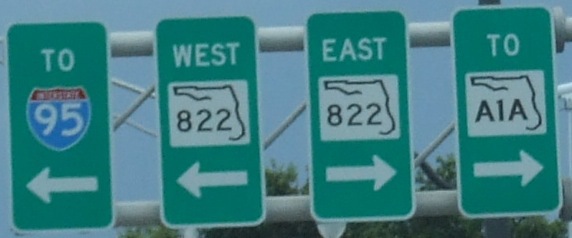 TO
INTERSTATE
95
WEST
822
EAST
822
TO
A1A